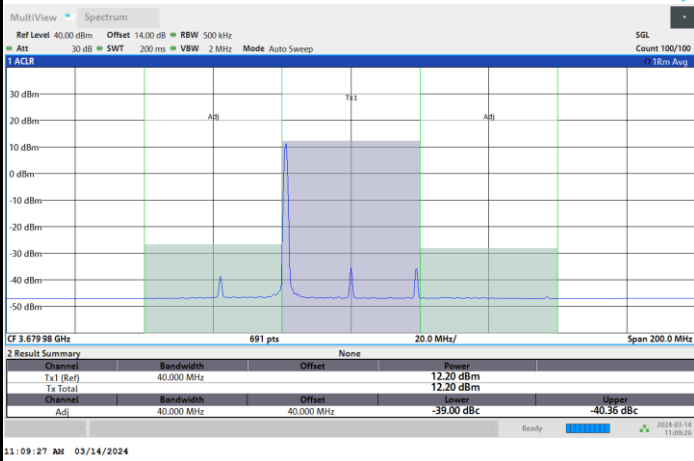 MultiView Spectrum
Ref Level 40.00 dBm Offset 14.00 dB RBW 500 kHz SGL
Att 30 dB SWT 200 ms VBW 2 MHz Mode Auto Sweep Count 100/100
1 ACLR 1Rm Avg
30 dBm
Tx1
20 dBm
Adj Adj
10 dBm
0 dBm
-10 dBm
-20 dBm
-30 dBm
-40 dBm
-50 dBm
CF 3.67998 GHz 691 pts 20.0 MHz/ Span 200.0 MHz
2 Result Summary None
Channel Bandwidth Offset Power
Tx1 (Ref) 40.000 MHz 12.20 dBm
Tx Total 12.20 dBm
Channel Bandwidth Offset Lower Upper
Adj 40.000 MHz 40.000 MHz -39.00 dBc -40.36 dBc
Ready 2024-03-14
11:09:26
11:09:27 AM 03/14/2024